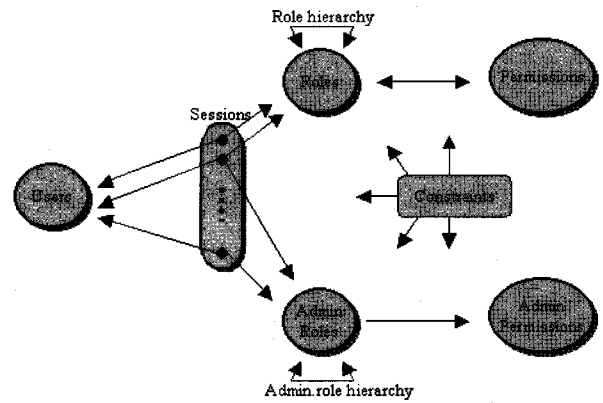 Role hierarchy
Roles
Permissions
Sessions
Users
Constraints
Admin
Roles
Admin
Permissions
Admin.role hierarchy